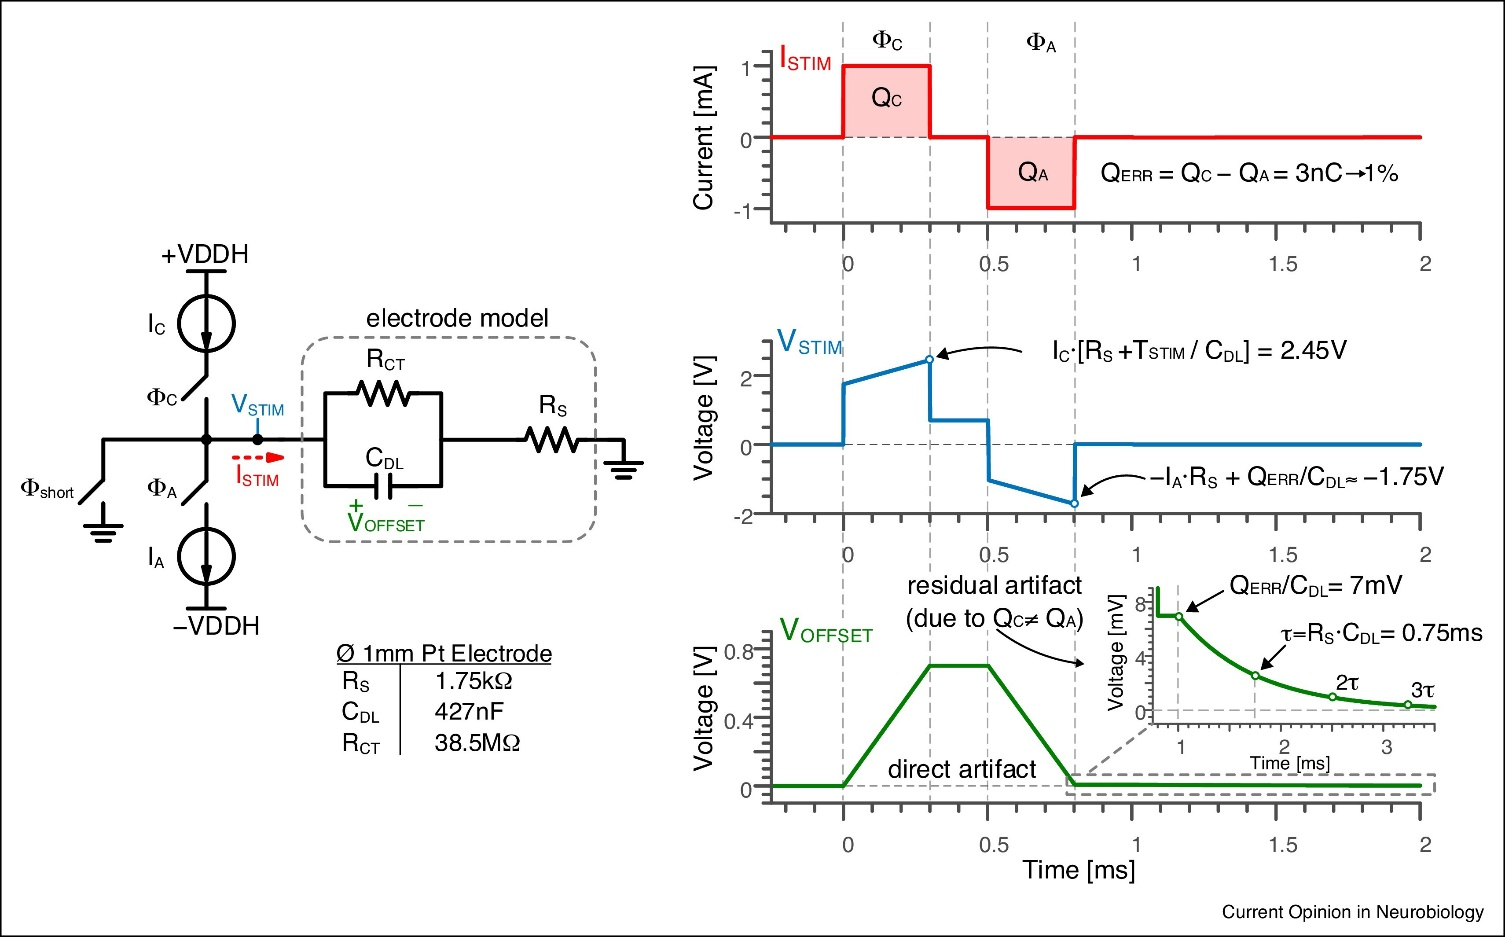 +VDDH
IC
ΦC
VSTIM
ISTIM
Φshort
ΦA
IA
−VDDH
electrode model
RCT
RS
CDL
+ −
VOFFSET
Ø 1mm Pt Electrode
RS 1.75kΩ
CDL 427nF
RCT 38.5MΩ
ΦC ΦA
ISTIM
Current [mA]
1
0
-1
QC
QA
QERR = QC – QA = 3nC→1%
0 0.5 1 1.5 2
VSTIM
Voltage [V]
2
0
-2
IC·[RS +TSTIM / CDL] = 2.45V
–IA·RS + QERR/CDL≈ –1.75V
0 0.5 1 1.5 2
VOFFSET
Voltage [V]
0.8
0.4
0
residual artifact
(due to QC≠ QA)
direct artifact
QERR/CDL= 7mV
τ=RS·CDL= 0.75ms
2τ
3τ
Voltage [mV]
8
4
0
1 2 3
Time [ms]
0 0.5 1 1.5 2
Time [ms]
Current Opinion in Neurobiology